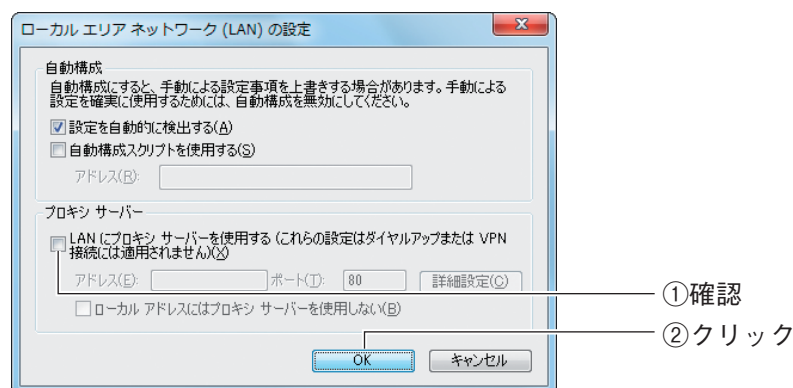 ローカル エリア ネットワーク (LAN) の設定
自動構成
自動構成にすると、手動による設定事項を上書きする場合があります。手動による
設定を確実に使用するためには、自動構成を無効にしてください。
設定を自動的に検出する(A)
自動構成スクリプトを使用する(S)
アドレス(R):
プロキシ サーバー
LAN にプロキシ サーバーを使用する (これらの設定はダイヤルアップまたは VPN
接続には適用されません)(X)
アドレス(E): ポート(T): 80 詳細設定(C)
ローカル アドレスにはプロキシ サーバーを使用しない(B)
①確認
②クリック
OK キャンセル